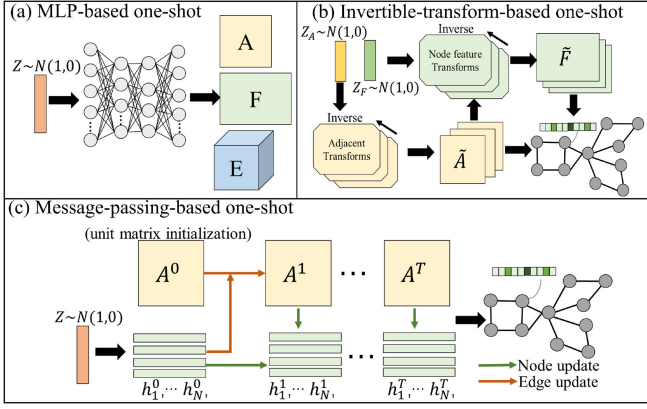 (a) MLP-based one-shot
Z~N(1,0)
A
F
E
(b) Invertible-transform-based one-shot
Z_A~N(1,0)
Z_F~N(1,0)
Inverse
Node feature
Transforms
F̃
Inverse
Adjacent
Transforms
Ã
(c) Message-passing-based one-shot
(unit matrix initialization)
A^0
A^1
...
A^T
Z~N(1,0)
...
h_1^0,⋯ h_N^0,
h_1^1,⋯ h_N^1,
h_1^T,⋯ h_N^T,
Node update
Edge update